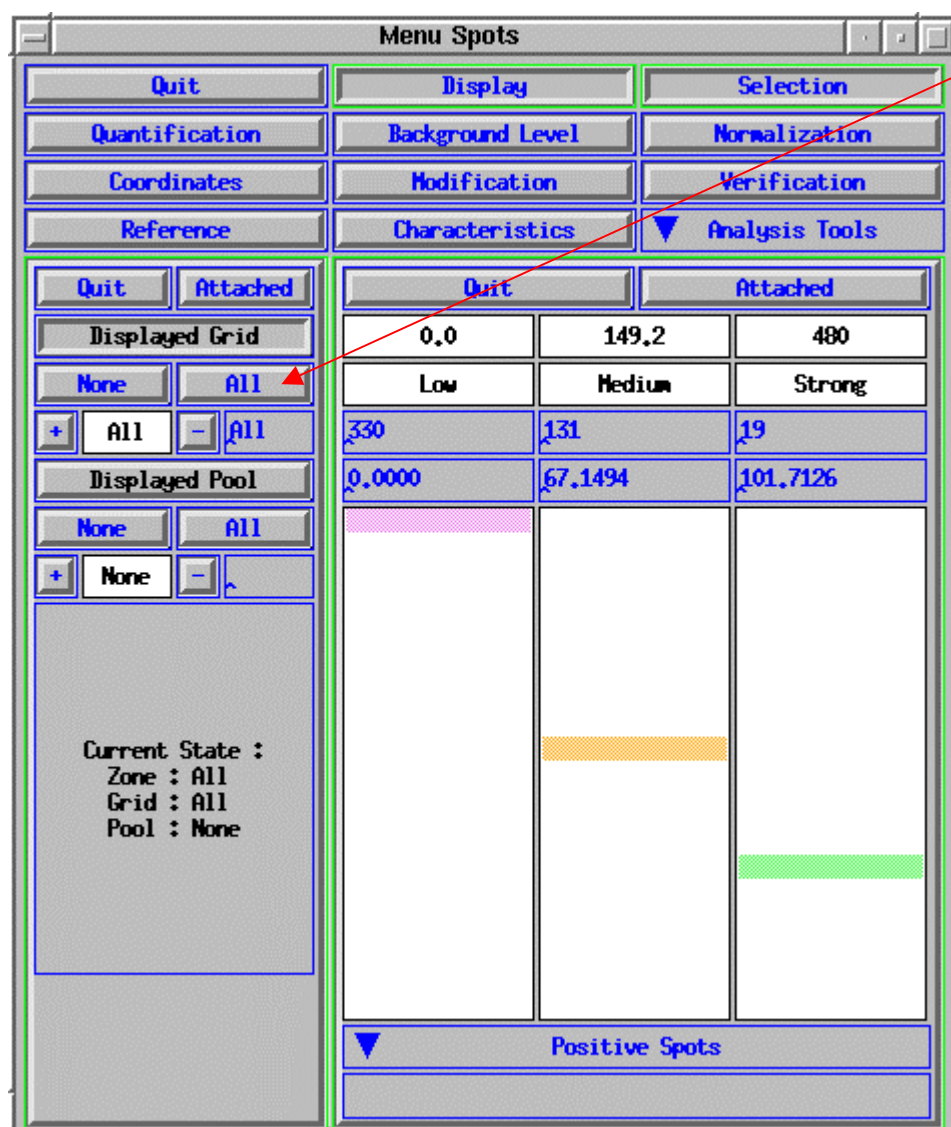 Menu Spots
Quit Display Selection
Quantification Background Level Normalization
Coordinates Modification Verification
Reference Characteristics Analysis Tools
Quit Attached
Displayed Grid
None All
+ All - All
Displayed Pool
None All
+ None -
Current State :
Zone : All
Grid : All
Pool : None
Quit Attached
0.0 149.2 480
Low Medium Strong
330 131 19
0.0000 67.1494 101.7126
Positive Spots